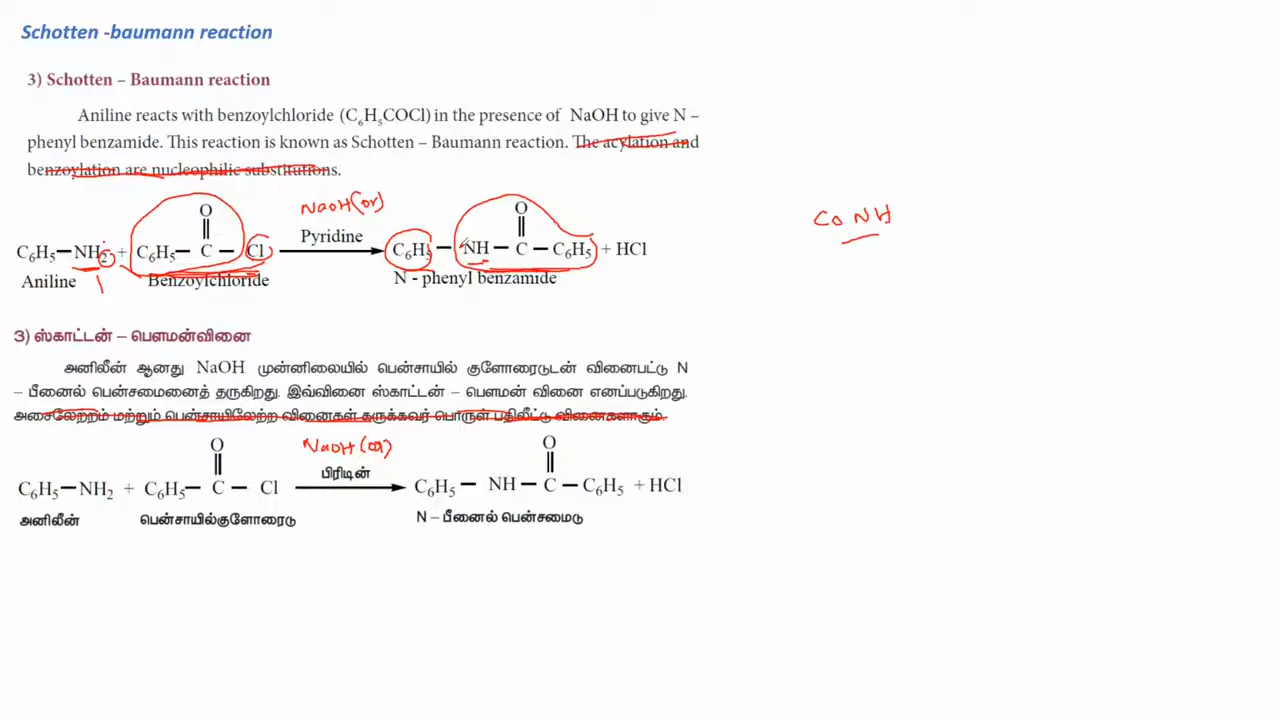 Schotten -baumann reaction
3) Schotten – Baumann reaction
Aniline reacts with benzoylchloride (C₆H₅COCl) in the presence of NaOH to give N –
phenyl benzamide. This reaction is known as Schotten – Baumann reaction. The acylation and
benzoylation are nucleophilic substitutions.
O
NaOH (or)
O
CO NH
C₆H₅ — NH₂ + C₆H₅ — C — Cl
Pyridine
C₆H₅ — NH — C — C₆H₅ + HCl
Aniline
Benzoylchloride
N - phenyl benzamide
3) ஸ்காட்டன் – பௌமன்வினை
அனிலீன் ஆனது NaOH முன்னிலையில் பென்சாயில் குளோரைடுடன் வினைபட்டு N
– பீனைல் பென்சமைனைத் தருகிறது. இவ்வினை ஸ்காட்டன் – பௌமன் வினை எனப்படுகிறது.
அசைலேற்றம் மற்றும் பென்சாயிலேற்ற வினைகள் கருக்கவர் பொருள் பதிலீட்டு வினைகளாகும்.
O
NaOH (or)
O
C₆H₅ — NH₂ + C₆H₅ — C — Cl
பிரிடின்
C₆H₅ — NH — C — C₆H₅ + HCl
அனிலீன்
பென்சாயில்குளோரைடு
N – பீனைல் பென்சமைடு